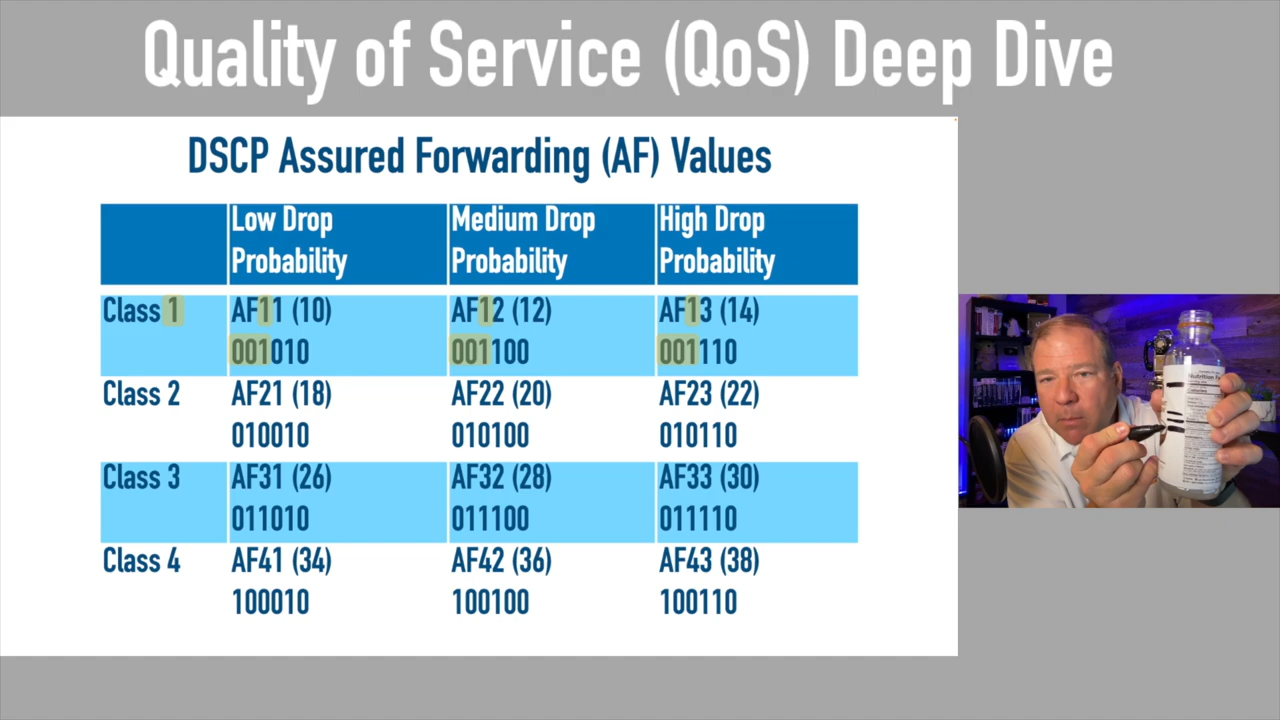 Quality of Service (QoS) Deep Dive
DSCP Assured Forwarding (AF) Values
Low Drop Probability
Medium Drop Probability
High Drop Probability
Class 1
AF11 (10)
AF12 (12)
AF13 (14)
001010
001100
001110
Class 2
AF21 (18)
AF22 (20)
AF23 (22)
010010
010100
010110
Class 3
AF31 (26)
AF32 (28)
AF33 (30)
011010
011100
011110
Class 4
AF41 (34)
AF42 (36)
AF43 (38)
100010
100100
100110
Nutrition